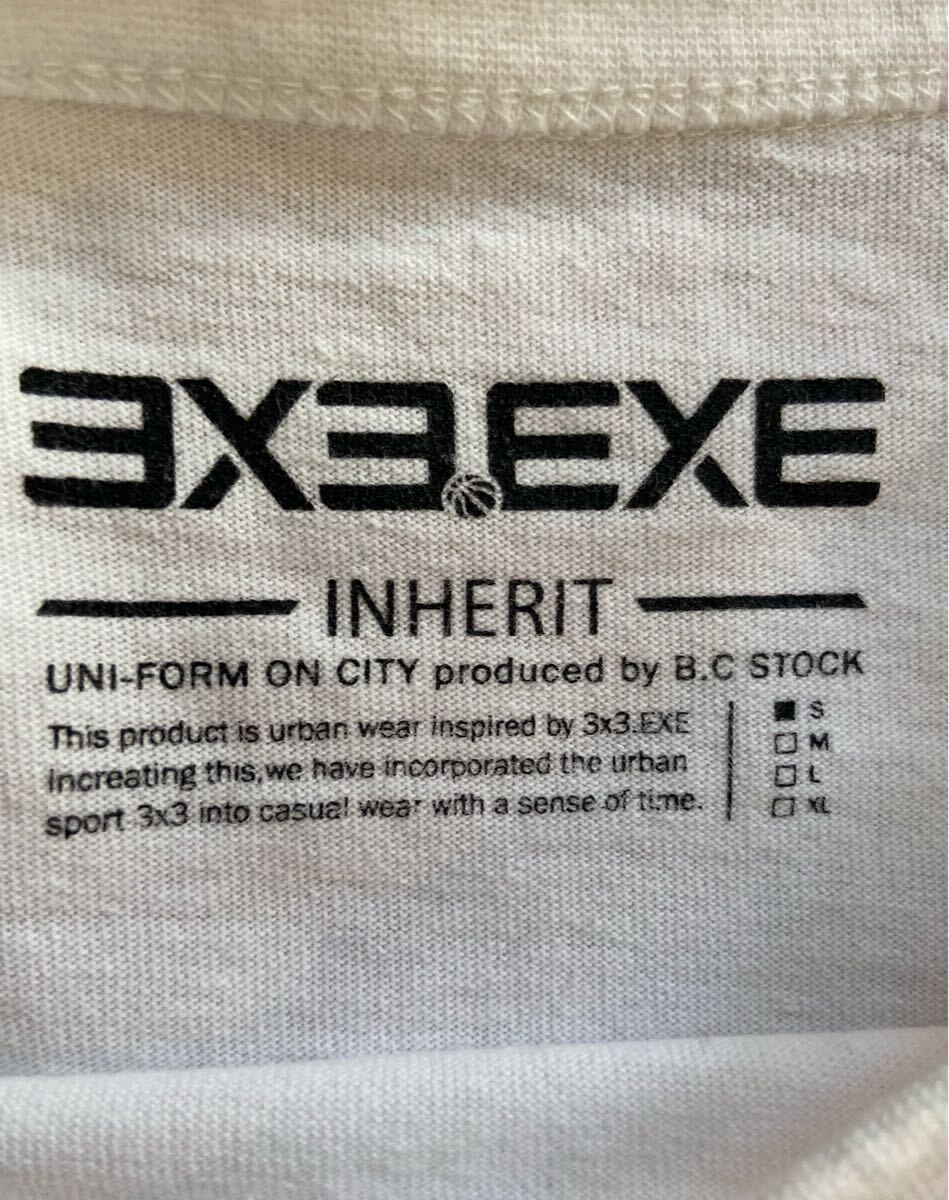 3X3.EXE
INHERIT
UNI-FORM ON CITY produced by B.C STOCK
This product is urban wear inspired by 3x3.EXE
increating this,we have incorporated the urban
sport 3x3 into casual wear with a sense of time.
■ S
□ M
□ L
□ XL